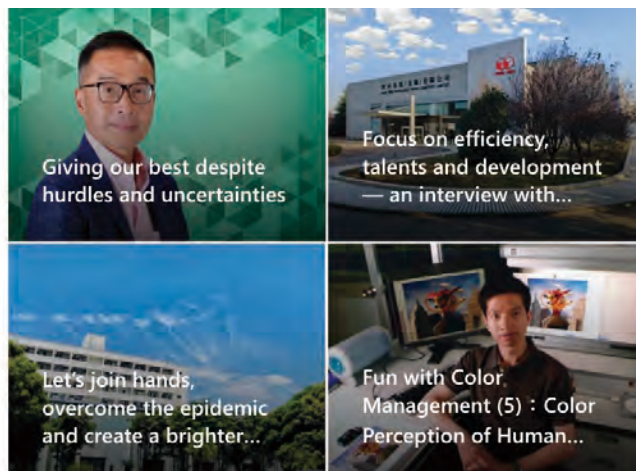 Giving our best despite
hurdles and uncertainties
Focus on efficiency,
talents and development
— an interview with...
Let's join hands,
overcome the epidemic
and create a brighter...
Fun with Color
Management (5)：Color
Perception of Human...